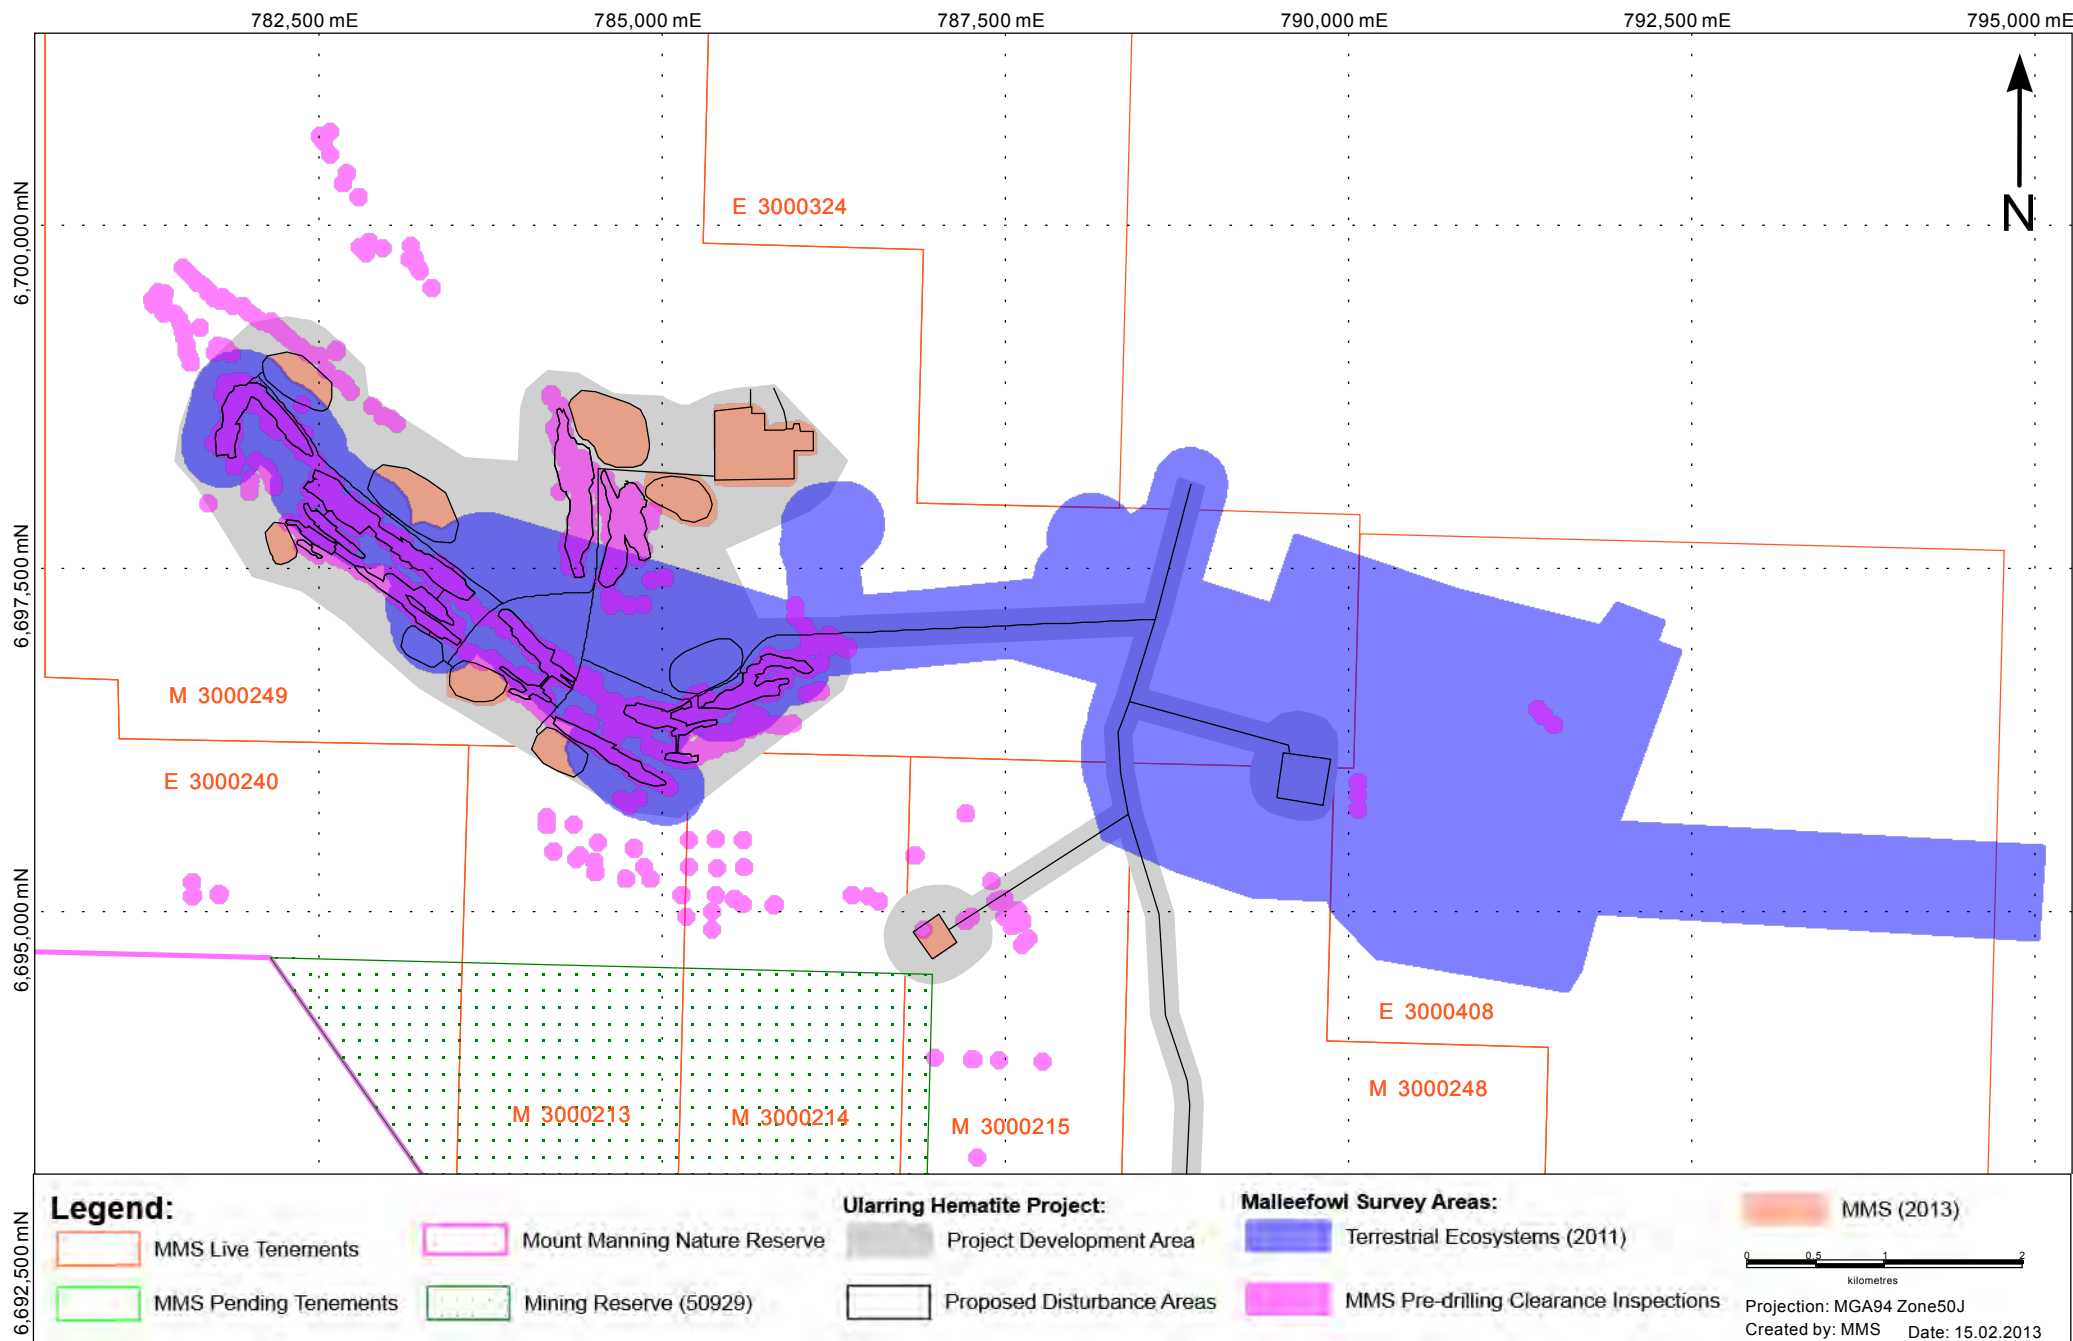 782,500 mE 785,000 mE 787,500 mE 790,000 mE 792,500 mE 795,000 mE
6,700,000 mN
6,697,500 mN
6,695,000 mN
6,692,500 mN
N
E 3000324
M 3000249
E 3000240
E 3000408
M 3000248
M 3000213
M 3000214
M 3000215
Legend:
MMS Live Tenements
MMS Pending Tenements
Mount Manning Nature Reserve
Mining Reserve (50929)
Ularring Hematite Project:
Project Development Area
Proposed Disturbance Areas
Malleefowl Survey Areas:
Terrestrial Ecosystems (2011)
MMS Pre-drilling Clearance Inspections
MMS (2013)
0 0.5 1 2
kilometres
Projection: MGA94 Zone50J
Created by: MMS Date: 15.02.2013